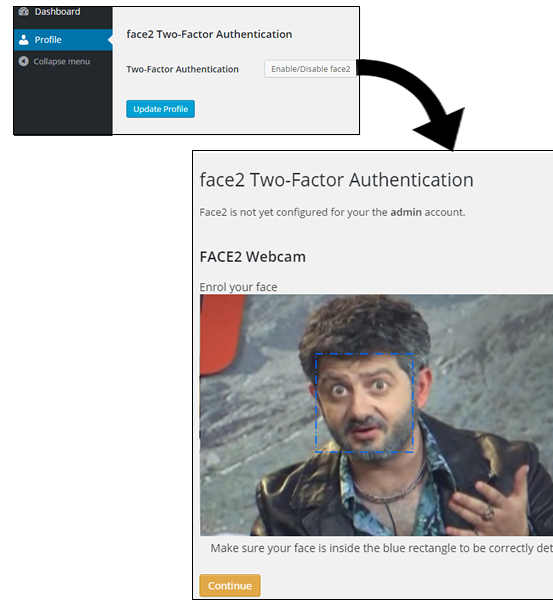 Dashboard
Profile
Collapse menu
face2 Two-Factor Authentication
Two-Factor Authentication
Enable/Disable face2
Update Profile
face2 Two-Factor Authentication
Face2 is not yet configured for your the admin account.
FACE2 Webcam
Enrol your face
Make sure your face is inside the blue rectangle to be correctly det
Continue